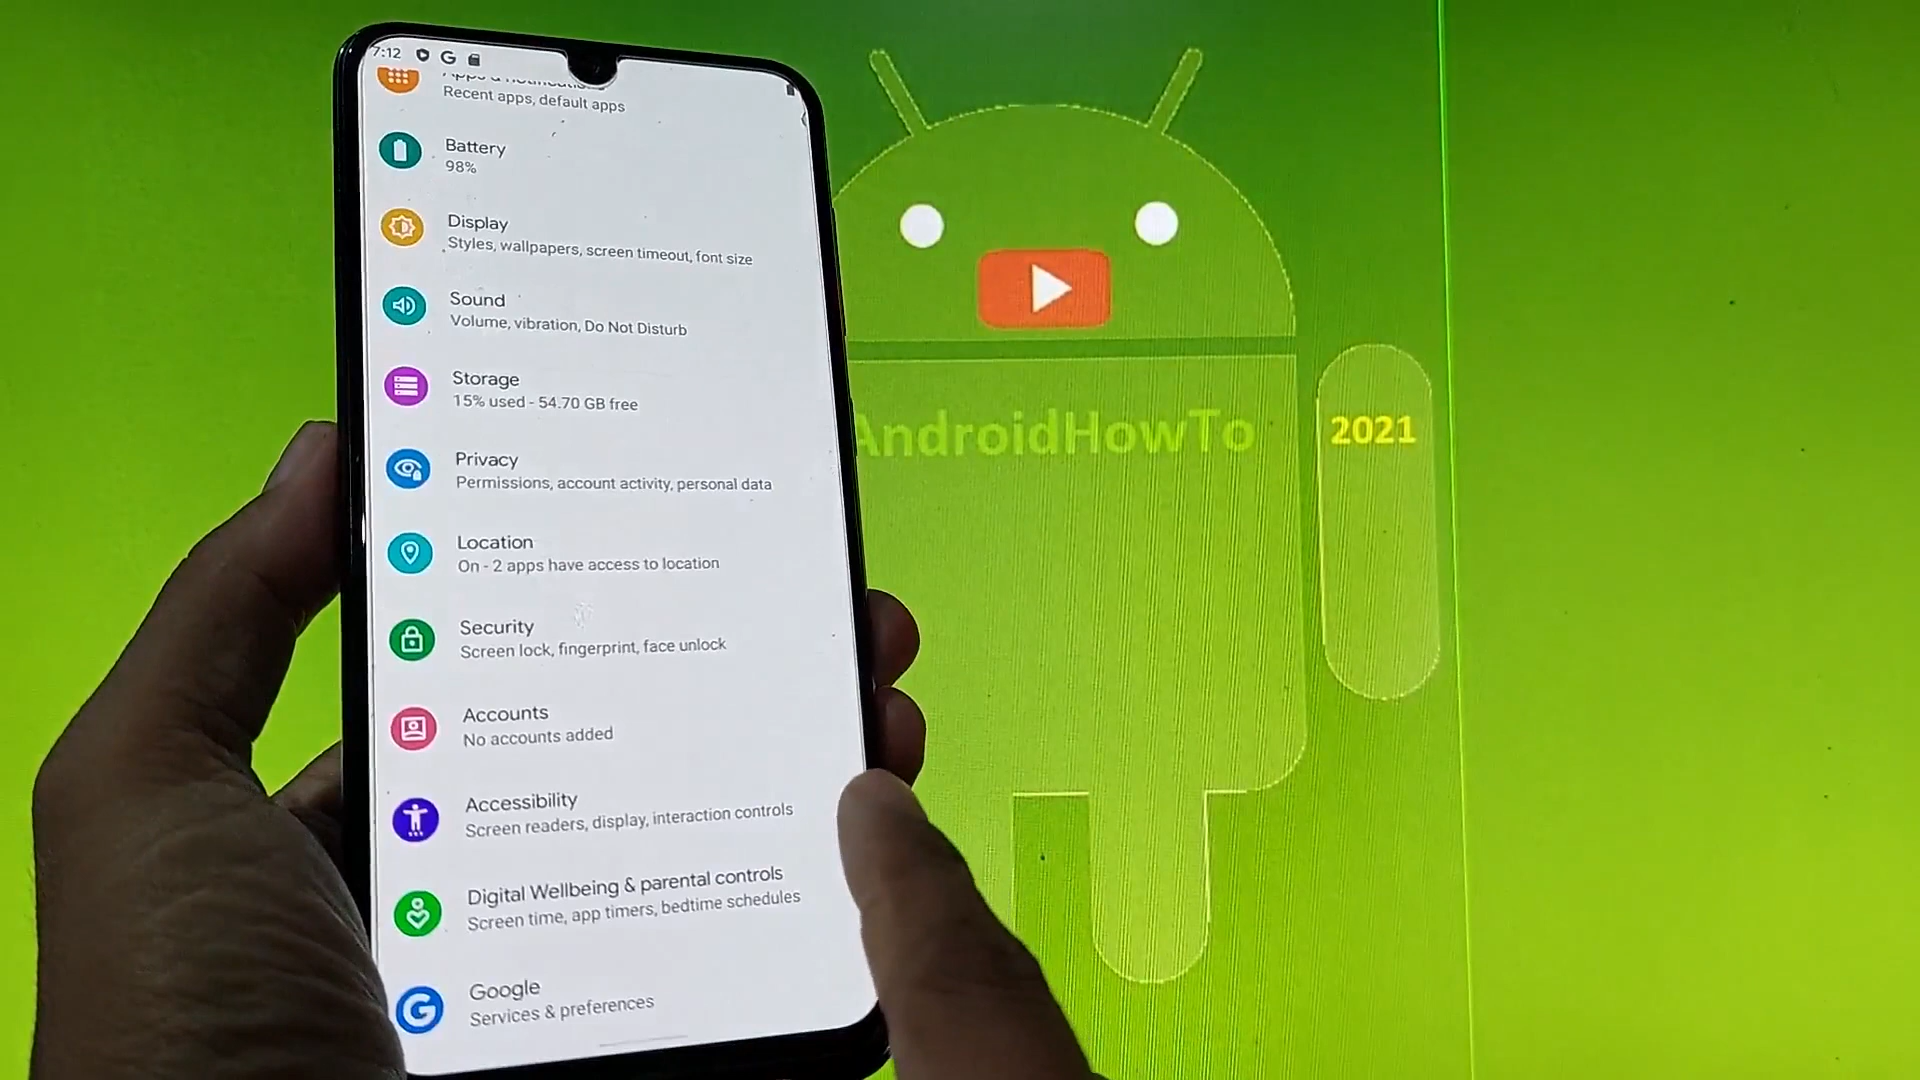 7:12
Recent apps, default apps
Battery
98%
Display
Styles, wallpapers, screen timeout, font size
Sound
Volume, vibration, Do Not Disturb
Storage
15% used - 54.70 GB free
Privacy
Permissions, account activity, personal data
Location
On - 2 apps have access to location
Security
Screen lock, fingerprint, face unlock
Accounts
No accounts added
Accessibility
Screen readers, display, interaction controls
Digital Wellbeing & parental controls
Screen time, app timers, bedtime schedules
Google
Services & preferences
AndroidHowTo
2021